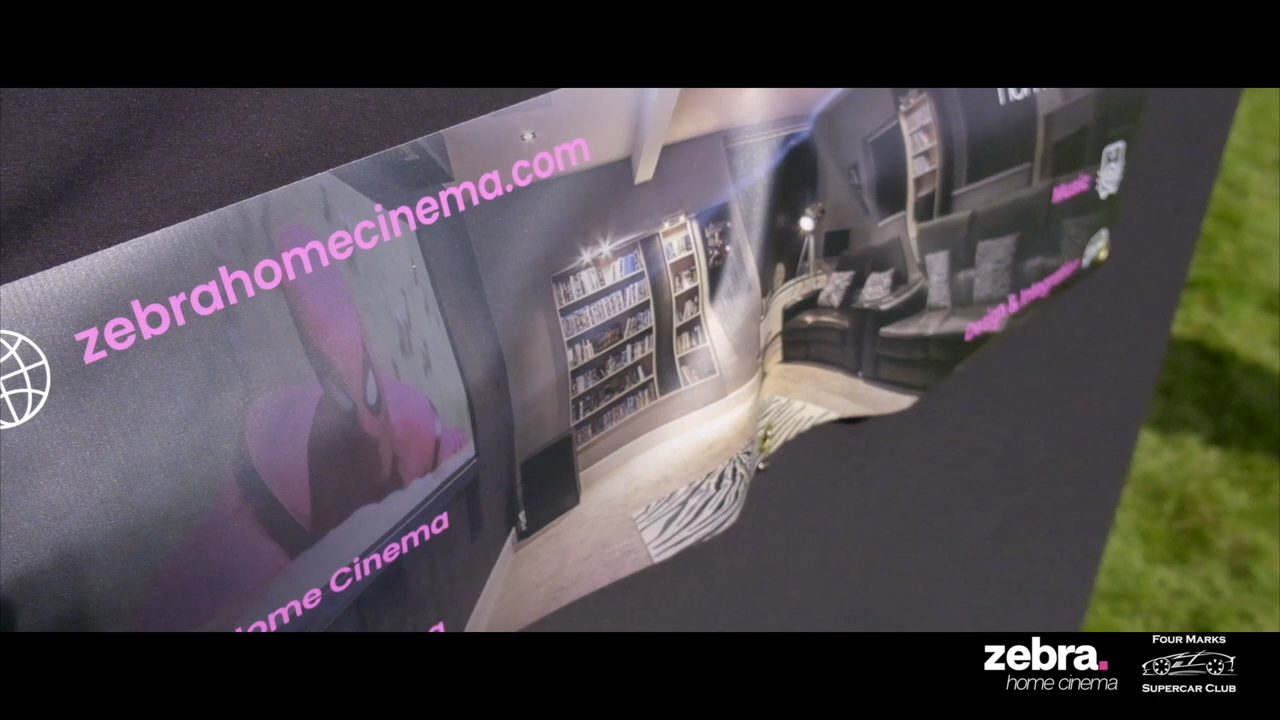 zebrahomecinema.com
Music
Design & Integration
Home Cinema
zebra.
home cinema
FOUR MARKS
SUPERCAR CLUB